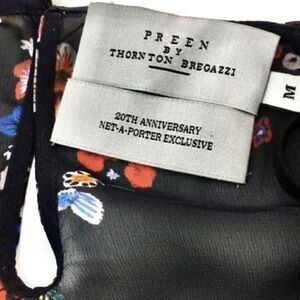 PREEN
BY
THORNTON BREGAZZI
20TH ANNIVERSARY
NET-A-PORTER EXCLUSIVE
M